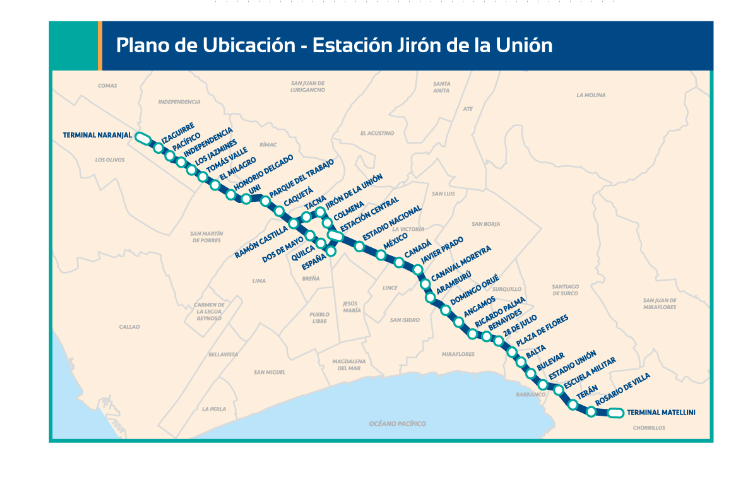 Plano de Ubicación - Estación Jirón de la Unión
COMAS
INDEPENDENCIA
SAN JUAN DE
LURIGANCHO
SANTA
ANITA
LA MOLINA
ATE
EL AGUSTINO
RÍMAC
LOS OLIVOS
TERMINAL NARANJAL
IZAGUIRRE
PACÍFICO
INDEPENDENCIA
LOS JAZMINES
TOMÁS VALLE
EL MILAGRO
HONORIO DELGADO
UNI
PARQUE DEL TRABAJO
CAQUETÁ
TACNA
JIRÓN DE LA UNIÓN
COLMENA
ESTACIÓN CENTRAL
RAMÓN CASTILLA
DOS DE MAYO
QUILCA
ESPAÑA
ESTADIO NACIONAL
MÉXICO
CANADÁ
JAVIER PRADO
CANAVAL MOREYRA
ARAMBURÚ
DOMINGO ORUÉ
ANGAMOS
RICARDO PALMA
BENAVIDES
28 DE JULIO
PLAZA DE FLORES
BALTA
BULEVAR
ESTADIO UNIÓN
ESCUELA MILITAR
TERÁN
ROSARIO DE VILLA
TERMINAL MATELLINI
SAN LUIS
SAN BORJA
LA VICTORIA
SAN MARTÍN
DE PORRES
LIMA
BREÑA
LINCE
JESÚS
MARÍA
PUEBLO
LIBRE
SAN ISIDRO
SURQUILLO
SANTIAGO
DE SURCO
SAN JUAN DE
MIRAFLORES
CARMEN DE
LA LEGUA
REYNOSO
CALLAO
BELLAVISTA
SAN MIGUEL
MAGDALENA
DEL MAR
MIRAFLORES
LA PERLA
BARRANCO
OCÉANO PACÍFICO
CHORRILLOS